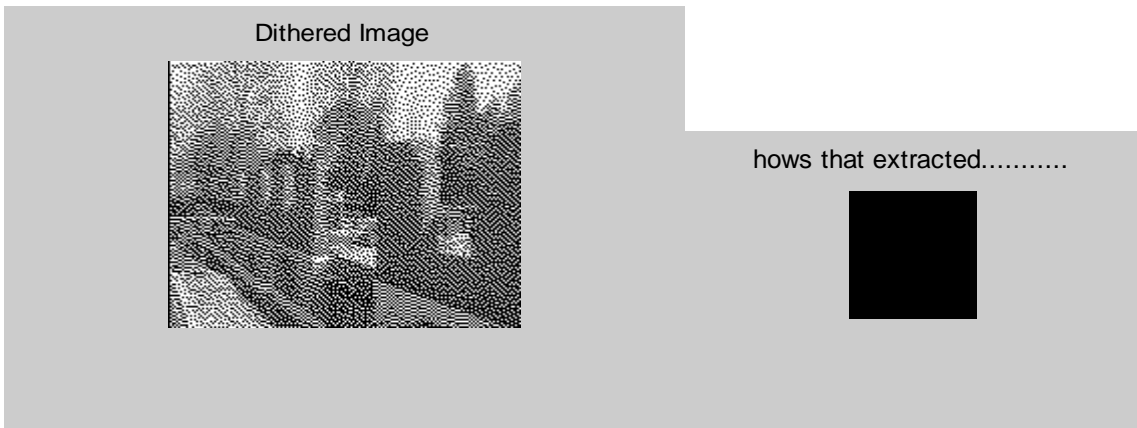 Dithered Image
hows that extracted...........